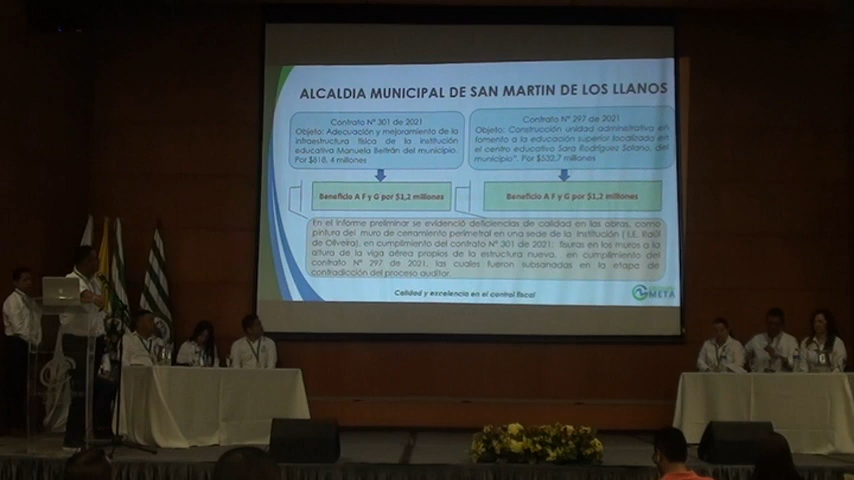 ALCALDIA MUNICIPAL DE SAN MARTIN DE LOS LLANOS
Contrato N° 301 de 2021
Objeto: Adecuación y mejoramiento de la
infraestructura física de la institución
educativa Manuela Beltrán del municipio.
Por $818, 4 millones
Contrato N° 297 de 2021
Objeto: Construcción unidad administrativa en
fomento a la educación superior localizado en
el centro educativo Sara Rodríguez Solano, del
municipio". Por $532,7 millones
Beneficio A F y G por $1,2 millones
Beneficio A F y G por $1,2 millones
En el informe preliminar se evidenció deficiencias de calidad en las obras, como
pintura del muro de cerramiento perimetral en una sede de la Institución (I.E. Raúl
de Oliveira), en cumplimiento del contrato N° 301 de 2021; fisuras en los muros a la
altura de la viga aérea propios de la estructura nueva, en cumplimiento del
contrato N° 297 de 2021, las cuales fueron subsanadas en la etapa de
contradicción del proceso auditor.
Calidad y excelencia en el control fiscal
META